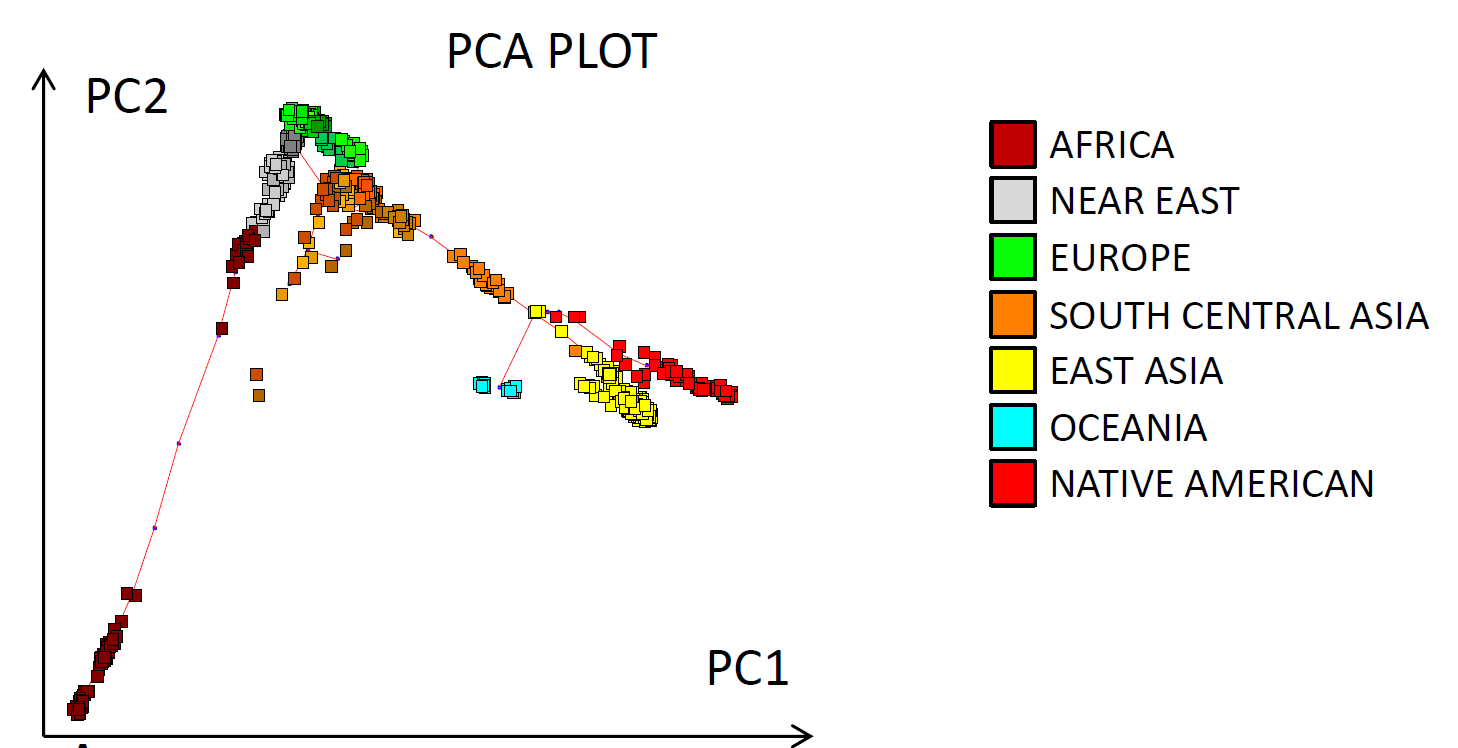 PCA PLOT
PC2
AFRICA
NEAR EAST
EUROPE
SOUTH CENTRAL ASIA
EAST ASIA
OCEANIA
NATIVE AMERICAN
PC1